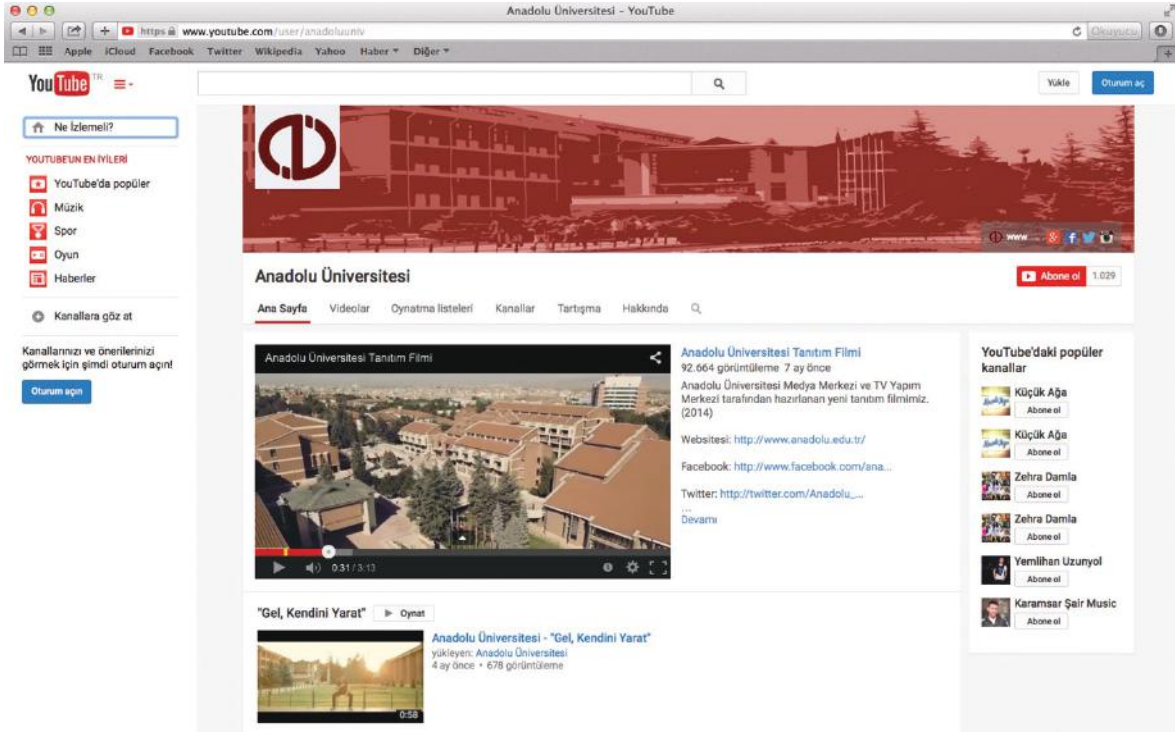 Anadolu Üniversitesi - YouTube
https www.youtube.com/user/anadoluuniv
Okuyucu
Apple iCloud Facebook Twitter Wikipedia Yahoo Haber Diğer
YouTube TR
Yükle
Oturum aç
Ne İzlemeli?
YOUTUBE'UN EN İYİLERİ
YouTube'da popüler
Müzik
Spor
Oyun
Haberler
Kanallara göz at
Kanallarınızı ve önerilerinizi
görmek için şimdi oturum açın!
Oturum açın
www
Anadolu Üniversitesi
Abone ol 1.029
Ana Sayfa Videolar Oynatma listeleri Kanallar Tartışma Hakkında
Anadolu Üniversitesi Tanıtım Filmi
0:31 / 3:13
Anadolu Üniversitesi Tanıtım Filmi
92.664 görüntüleme 7 ay önce
Anadolu Üniversitesi Medya Merkezi ve TV Yapım
Merkezi tarafından hazırlanan yeni tanıtım filmimiz.
(2014)
Websitesi: http://www.anadolu.edu.tr/
Facebook: http://www.facebook.com/ana...
Twitter: http://twitter.com/Anadolu_...
...
Devamı
"Gel, Kendini Yarat" Oynat
0:58
Anadolu Üniversitesi - "Gel, Kendini Yarat"
yükleyen: Anadolu Üniversitesi
4 ay önce • 678 görüntüleme
YouTube'daki popüler
kanallar
Küçük Ağa
Abone ol
Küçük Ağa
Abone ol
Zehra Damla
Abone ol
Zehra Damla
Abone ol
Yemlihan Uzunyol
Abone ol
Karamsar Şair Music
Abone ol